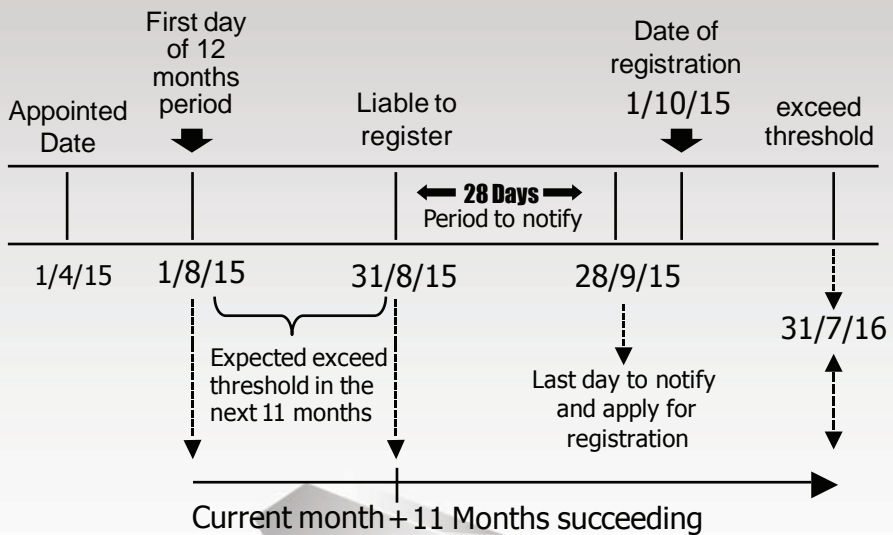 First day
of 12
months
period
Date of
registration
1/10/15
Appointed
Date
Liable to
register
exceed
threshold
28 Days
Period to notify
1/4/15
1/8/15
31/8/15
28/9/15
31/7/16
Expected exceed
threshold in the
next 11 months
Last day to notify
and apply for
registration
Current month + 11 Months succeeding